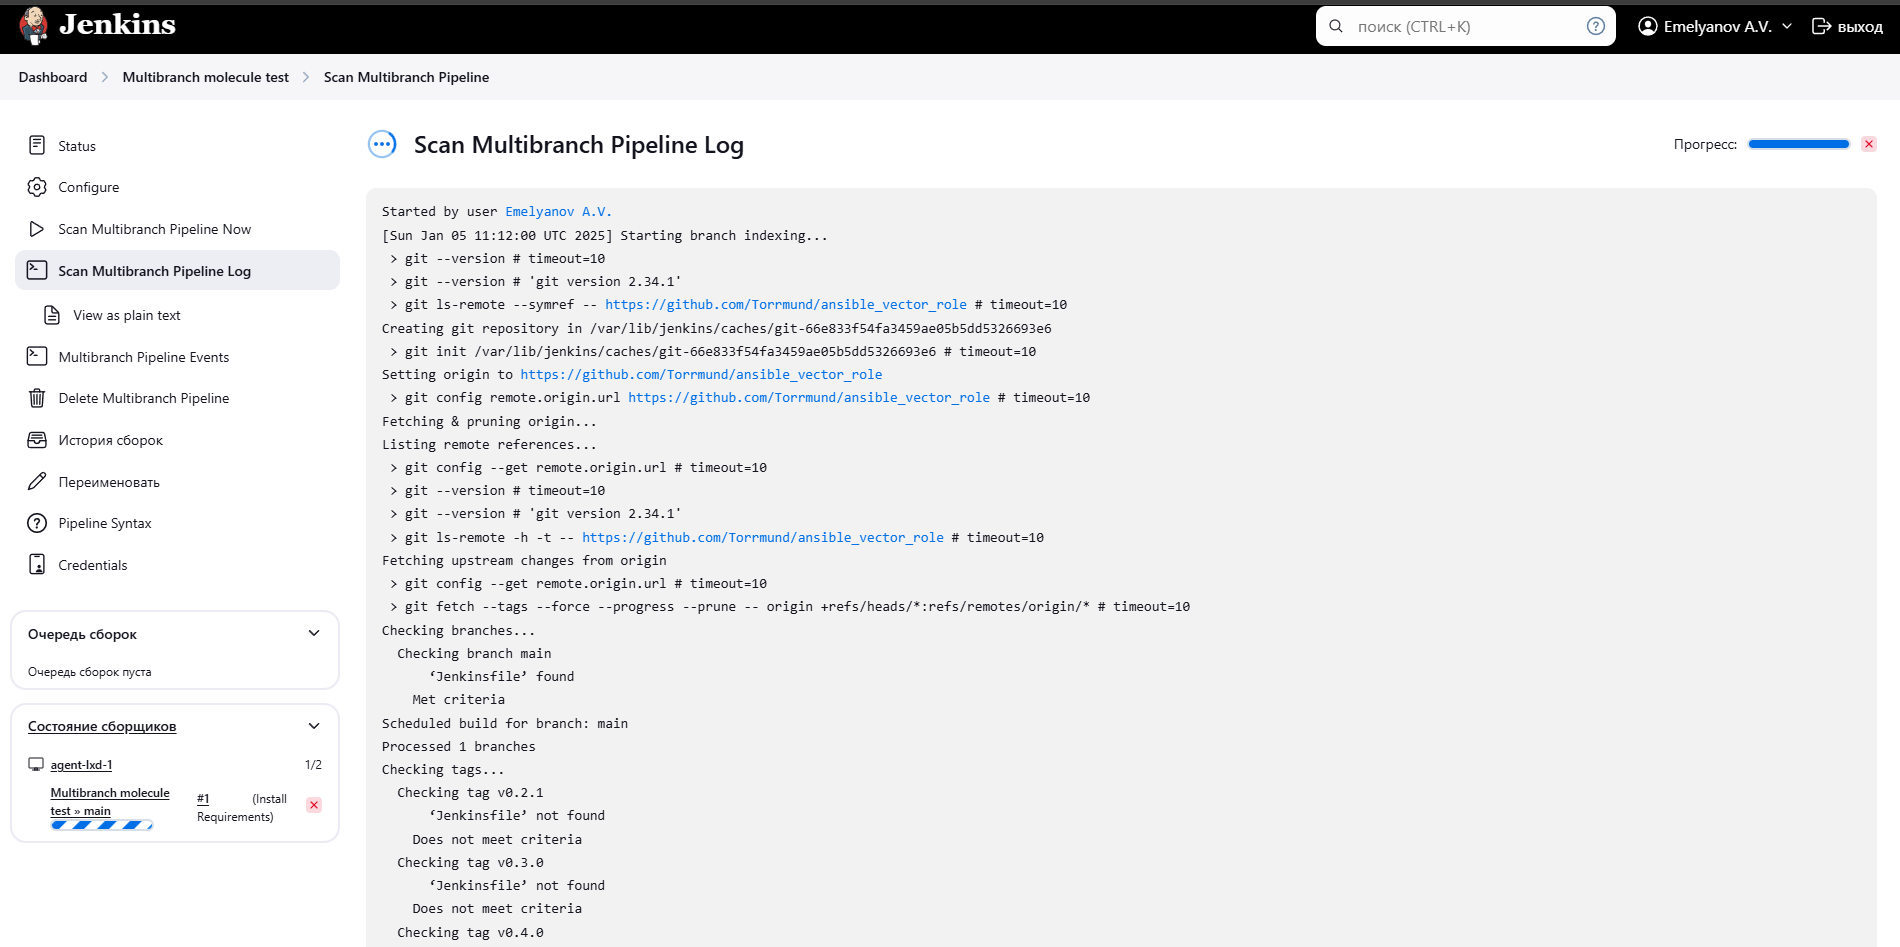 Jenkins
поиск (CTRL+K)
Emelyanov A.V.
выход
Dashboard
Multibranch molecule test
Scan Multibranch Pipeline
Status
Configure
Scan Multibranch Pipeline Now
Scan Multibranch Pipeline Log
View as plain text
Multibranch Pipeline Events
Delete Multibranch Pipeline
История сборок
Переименовать
Pipeline Syntax
Credentials
Очередь сборок
Очередь сборок пуста
Состояние сборщиков
agent-lxd-1 1/2
Multibranch molecule test » main
#1 (Install Requirements)
Scan Multibranch Pipeline Log
Прогресс:
Started by user Emelyanov A.V.
[Sun Jan 05 11:12:00 UTC 2025] Starting branch indexing...
> git --version # timeout=10
> git --version # 'git version 2.34.1'
> git ls-remote --symref -- https://github.com/Torrmund/ansible_vector_role # timeout=10
Creating git repository in /var/lib/jenkins/caches/git-66e833f54fa3459ae05b5dd5326693e6
> git init /var/lib/jenkins/caches/git-66e833f54fa3459ae05b5dd5326693e6 # timeout=10
Setting origin to https://github.com/Torrmund/ansible_vector_role
> git config remote.origin.url https://github.com/Torrmund/ansible_vector_role # timeout=10
Fetching & pruning origin...
Listing remote references...
> git config --get remote.origin.url # timeout=10
> git --version # timeout=10
> git --version # 'git version 2.34.1'
> git ls-remote -h -t -- https://github.com/Torrmund/ansible_vector_role # timeout=10
Fetching upstream changes from origin
> git config --get remote.origin.url # timeout=10
> git fetch --tags --force --progress --prune -- origin +refs/heads/*:refs/remotes/origin/* # timeout=10
Checking branches...
Checking branch main
‘Jenkinsfile’ found
Met criteria
Scheduled build for branch: main
Processed 1 branches
Checking tags...
Checking tag v0.2.1
‘Jenkinsfile’ not found
Does not meet criteria
Checking tag v0.3.0
‘Jenkinsfile’ not found
Does not meet criteria
Checking tag v0.4.0